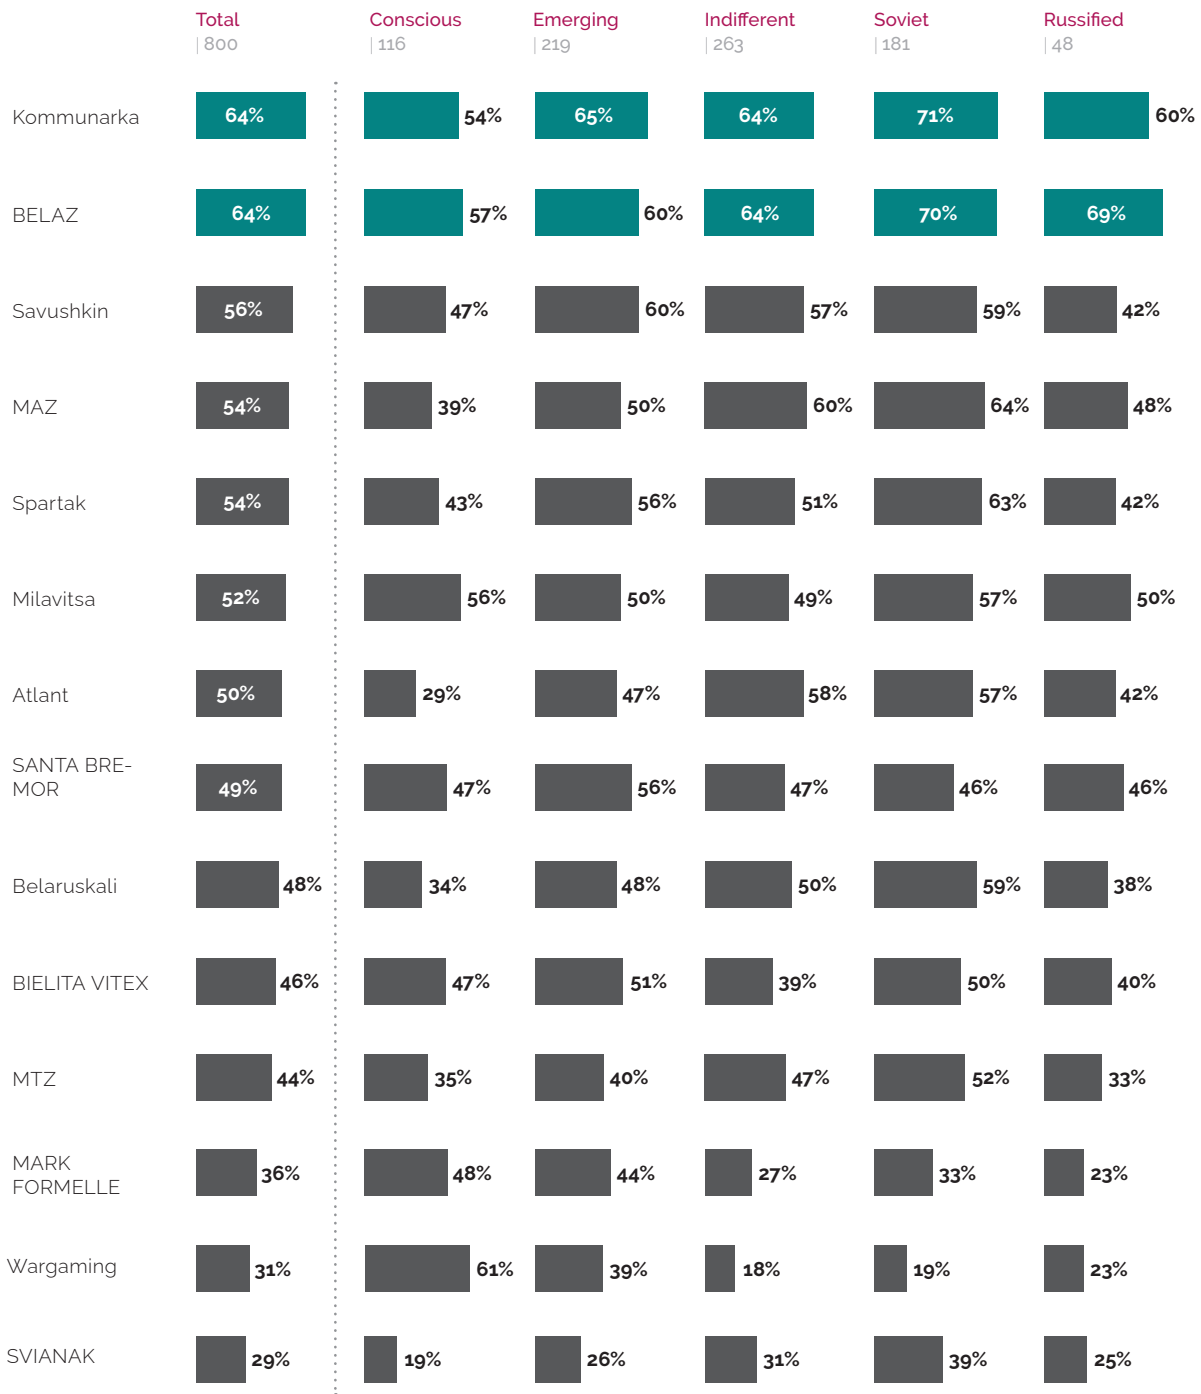 Total Conscious Emerging Indifferent Soviet Russified
| 800 | 116 | 219 | 263 | 181 | 48
Kommunarka 64% 54% 65% 64% 71% 60%
BELAZ 64% 57% 60% 64% 70% 69%
Savushkin 56% 47% 60% 57% 59% 42%
MAZ 54% 39% 50% 60% 64% 48%
Spartak 54% 43% 56% 51% 63% 42%
Milavitsa 52% 56% 50% 49% 57% 50%
Atlant 50% 29% 47% 58% 57% 42%
SANTA BRE-
MOR 49% 47% 56% 47% 46% 46%
Belaruskali 48% 34% 48% 50% 59% 38%
BIELITA VITEX 46% 47% 51% 39% 50% 40%
MTZ 44% 35% 40% 47% 52% 33%
MARK
FORMELLE 36% 48% 44% 27% 33% 23%
Wargaming 31% 61% 39% 18% 19% 23%
SVIANAK 29% 19% 26% 31% 39% 25%